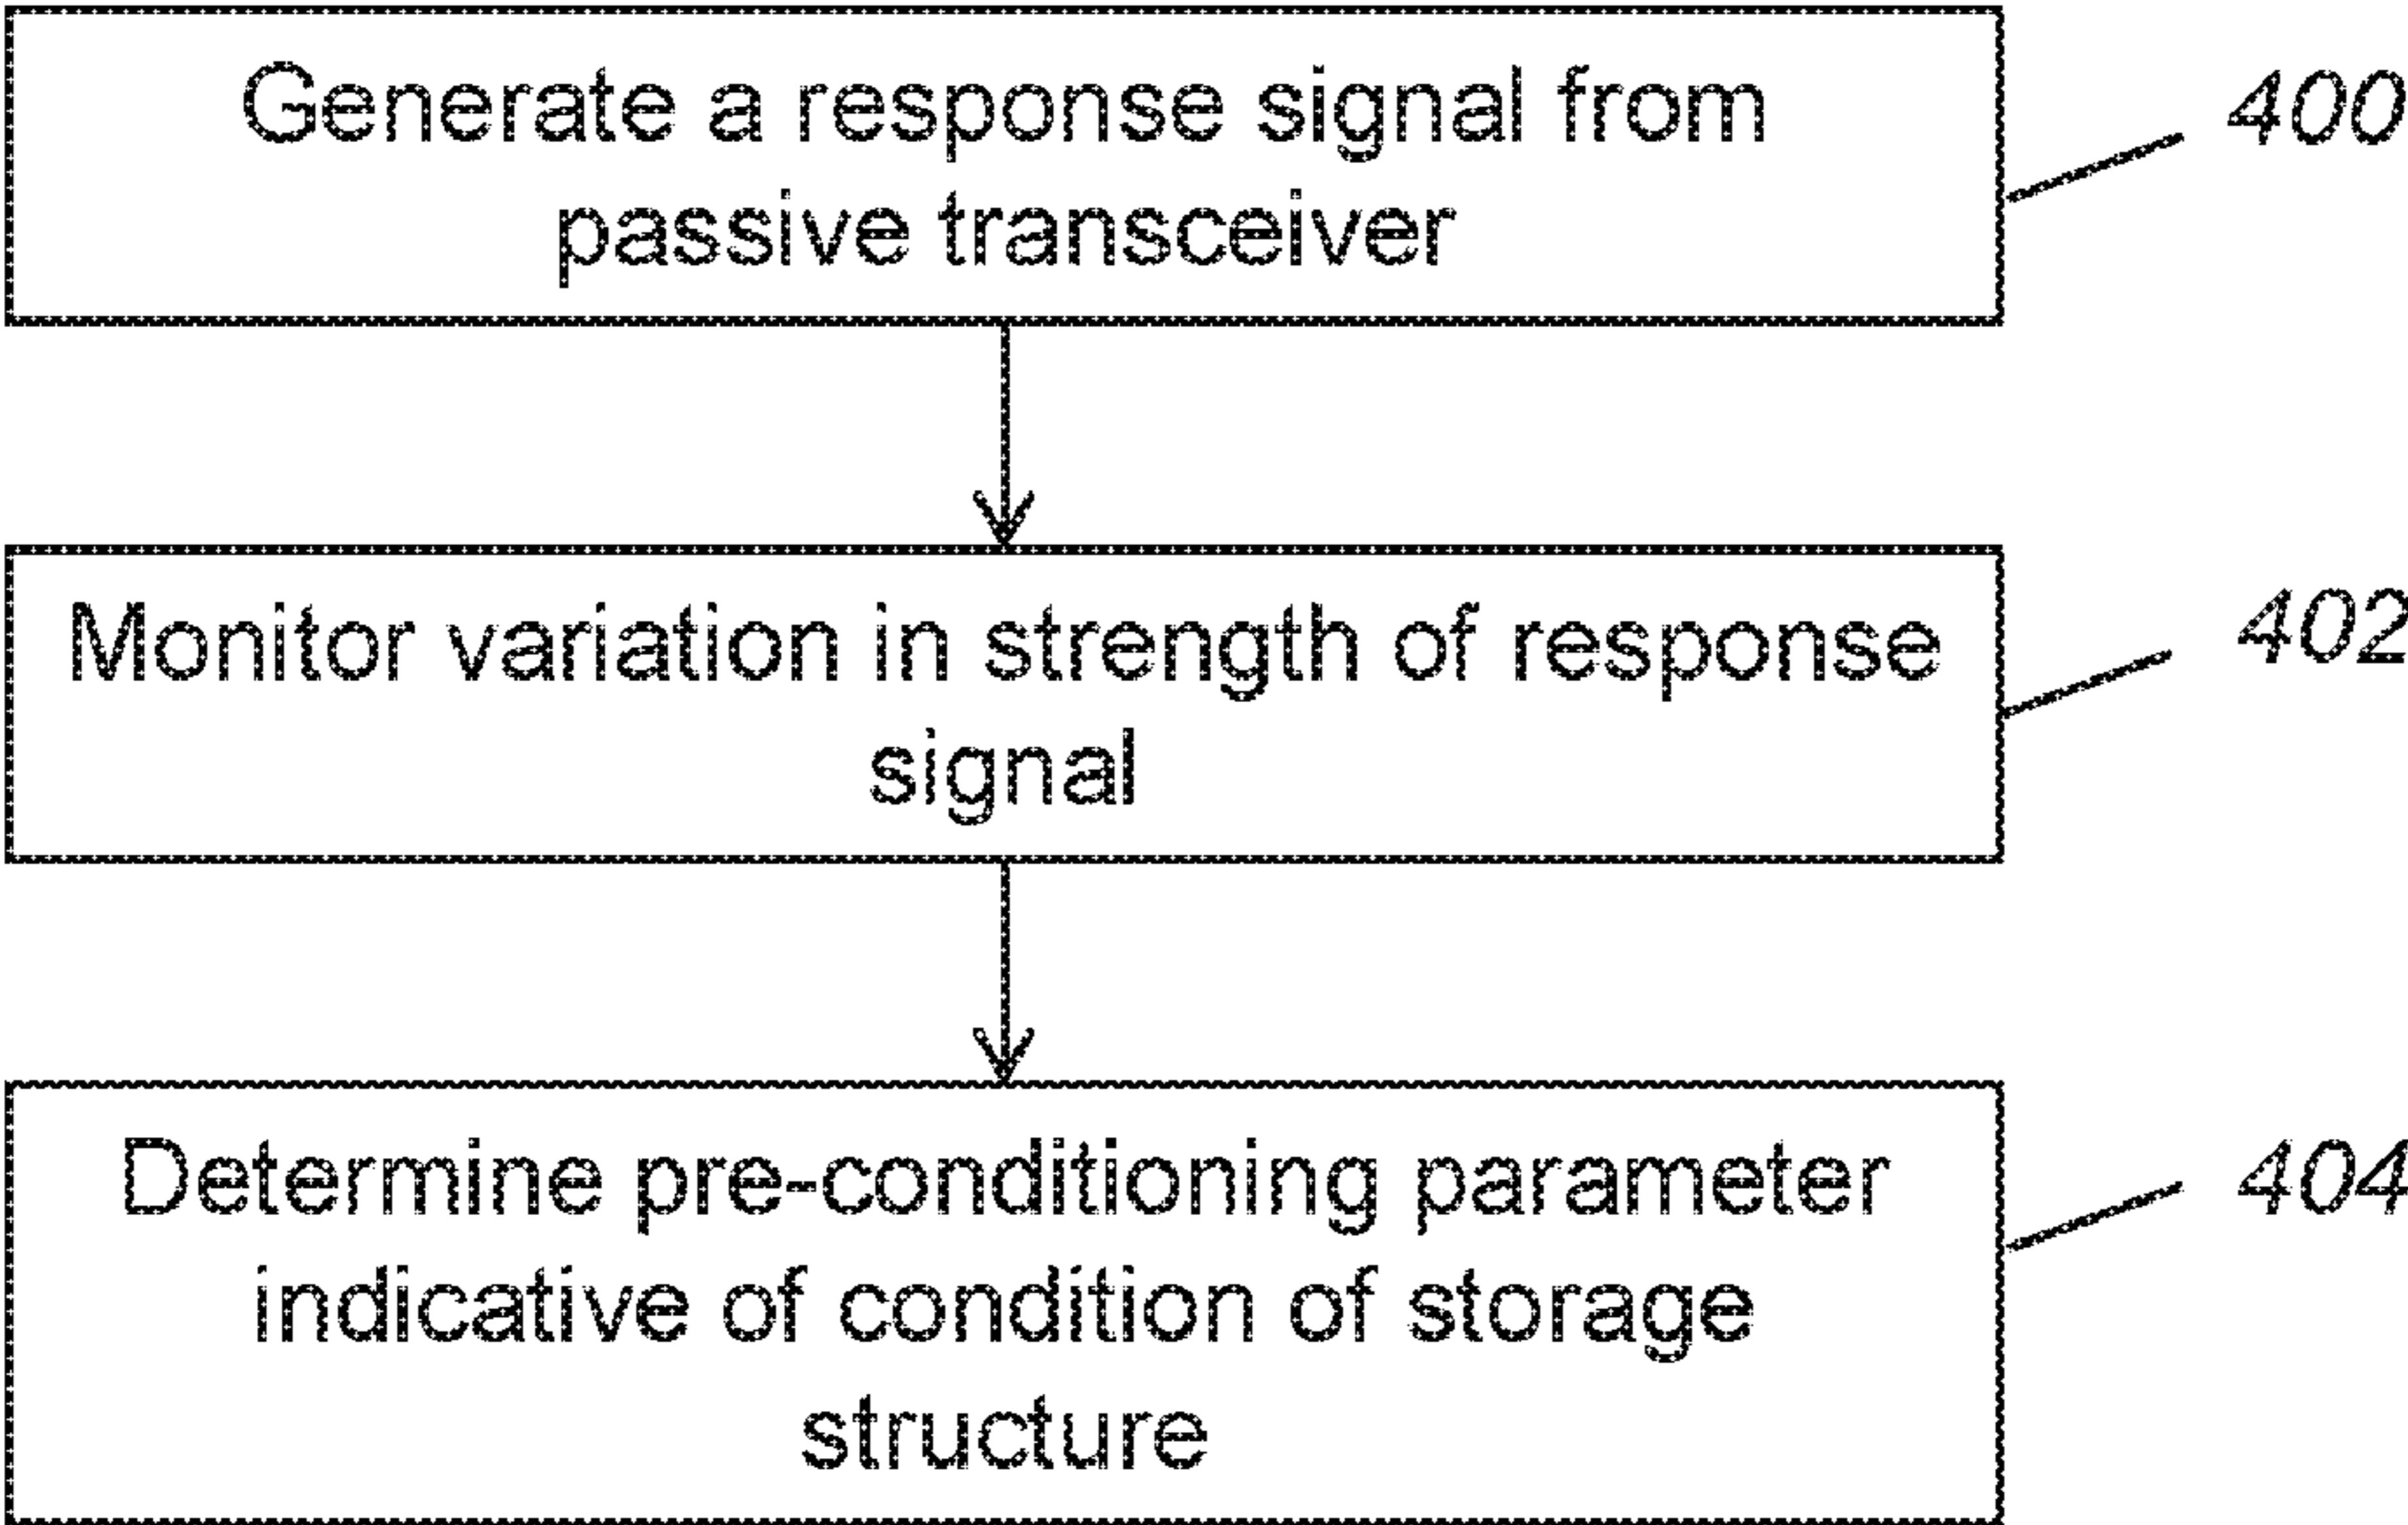 Generate a response signal from
passive transceiver
400
Monitor variation in strength of response
signal
402
Determine pre-conditioning parameter
indicative of condition of storage
structure
404